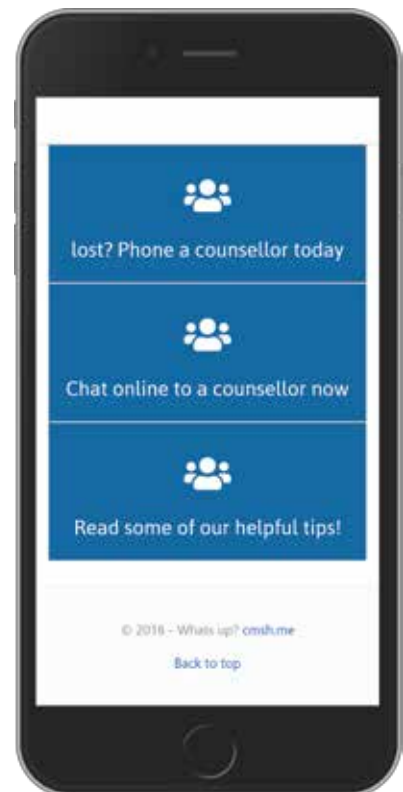 lost? Phone a counsellor today
Chat online to a counsellor now
Read some of our helpful tips!
© 2016 – Whats up? cmsh.me
Back to top